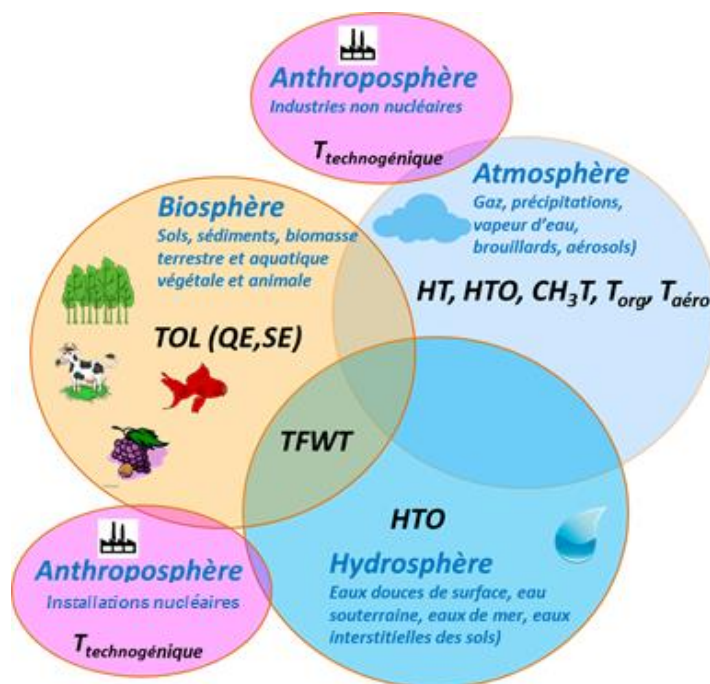 Anthroposphère
Industries non nucléaires
Ttechnogénique
Atmosphère
Gaz, précipitations,
vapeur d'eau,
brouillards, aérosols)
HT, HTO, CH3T, Torg, Taéro
Biosphère
Sols, sédiments, biomasse
terrestre et aquatique
végétale et animale
TOL (QE,SE)
TFWT
HTO
Hydrosphère
Eaux douces de surface, eau
souterraine, eaux de mer, eaux
interstitielles des sols)
Anthroposphère
Installations nucléaires
Ttechnogénique